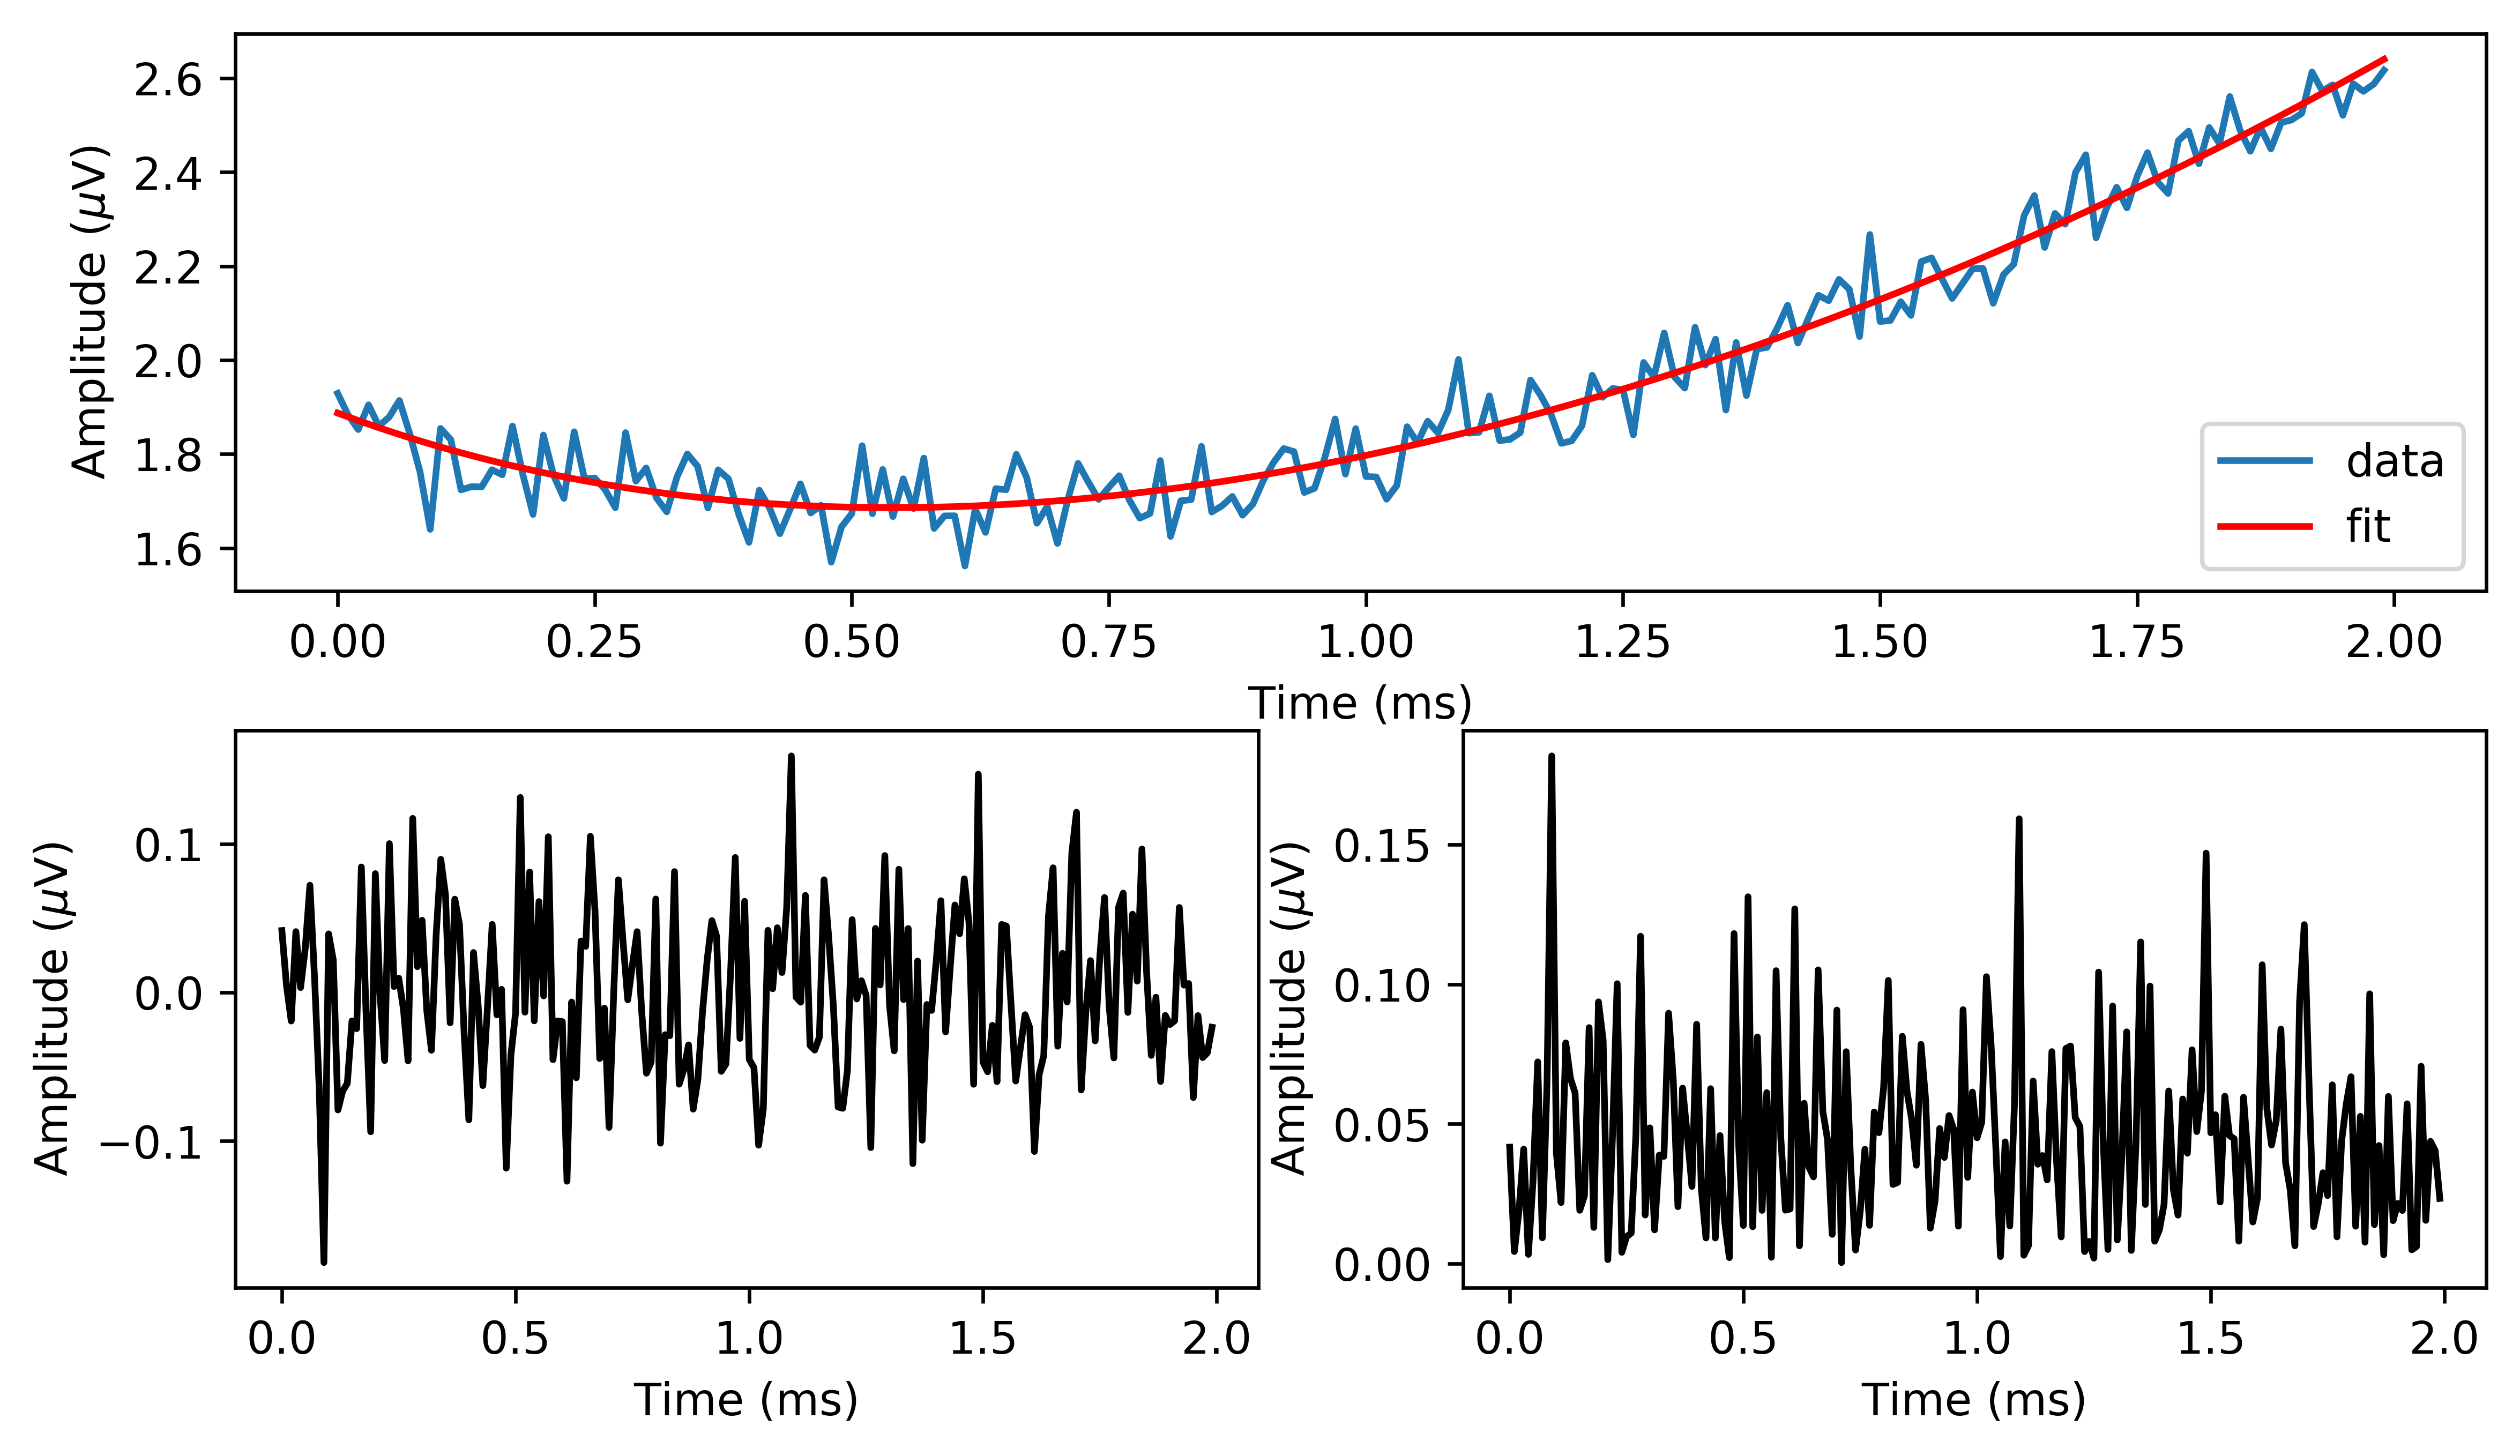 Amplitude (μV)
2.6
2.4
2.2
2.0
1.8
1.6
data
fit
0.00 0.25 0.50 0.75 1.00 1.25 1.50 1.75 2.00
Time (ms)
Amplitude (μV)
0.1
0.0
−0.1
0.0 0.5 1.0 1.5 2.0
Time (ms)
Amplitude (μV)
0.15
0.10
0.05
0.00
0.0 0.5 1.0 1.5 2.0
Time (ms)